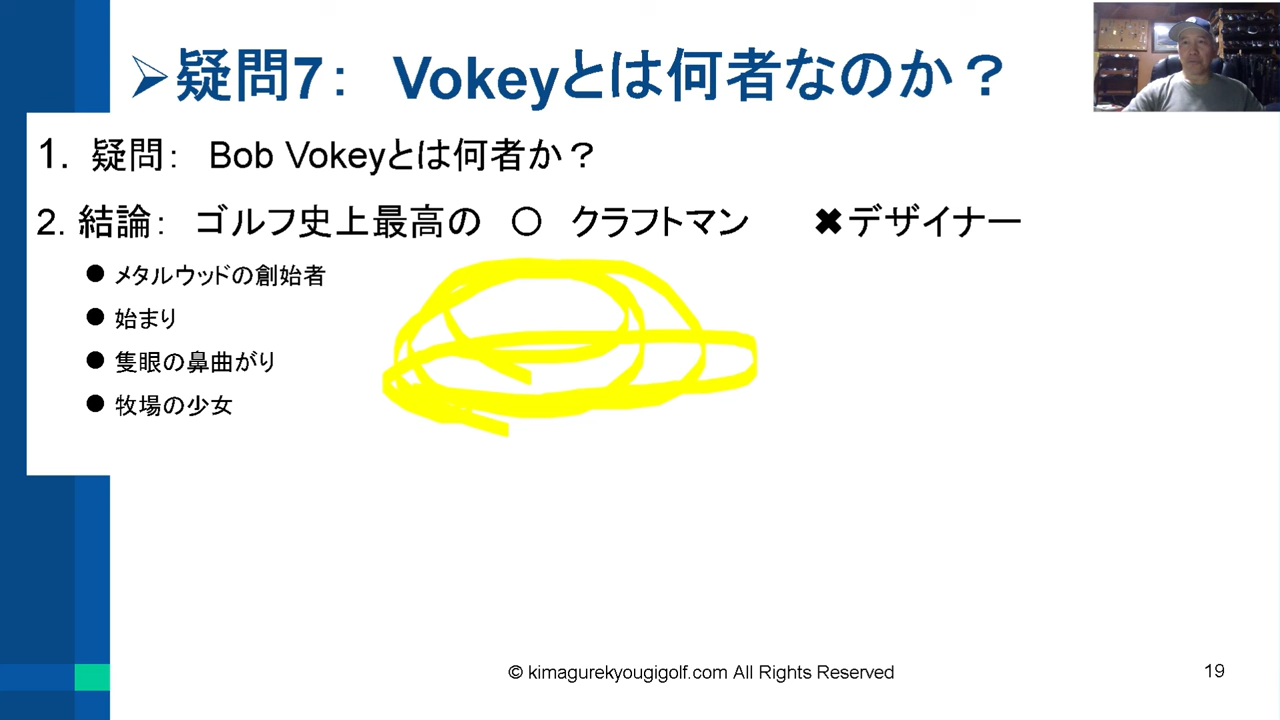 ➢疑問7： Vokeyとは何者なのか？
1. 疑問： Bob Vokeyとは何者か？
2. 結論： ゴルフ史上最高の ○ クラフトマン ✖デザイナー
● メタルウッドの創始者
● 始まり
● 隻眼の鼻曲がり
● 牧場の少女
© kimagurekyougigolf.com All Rights Reserved
19